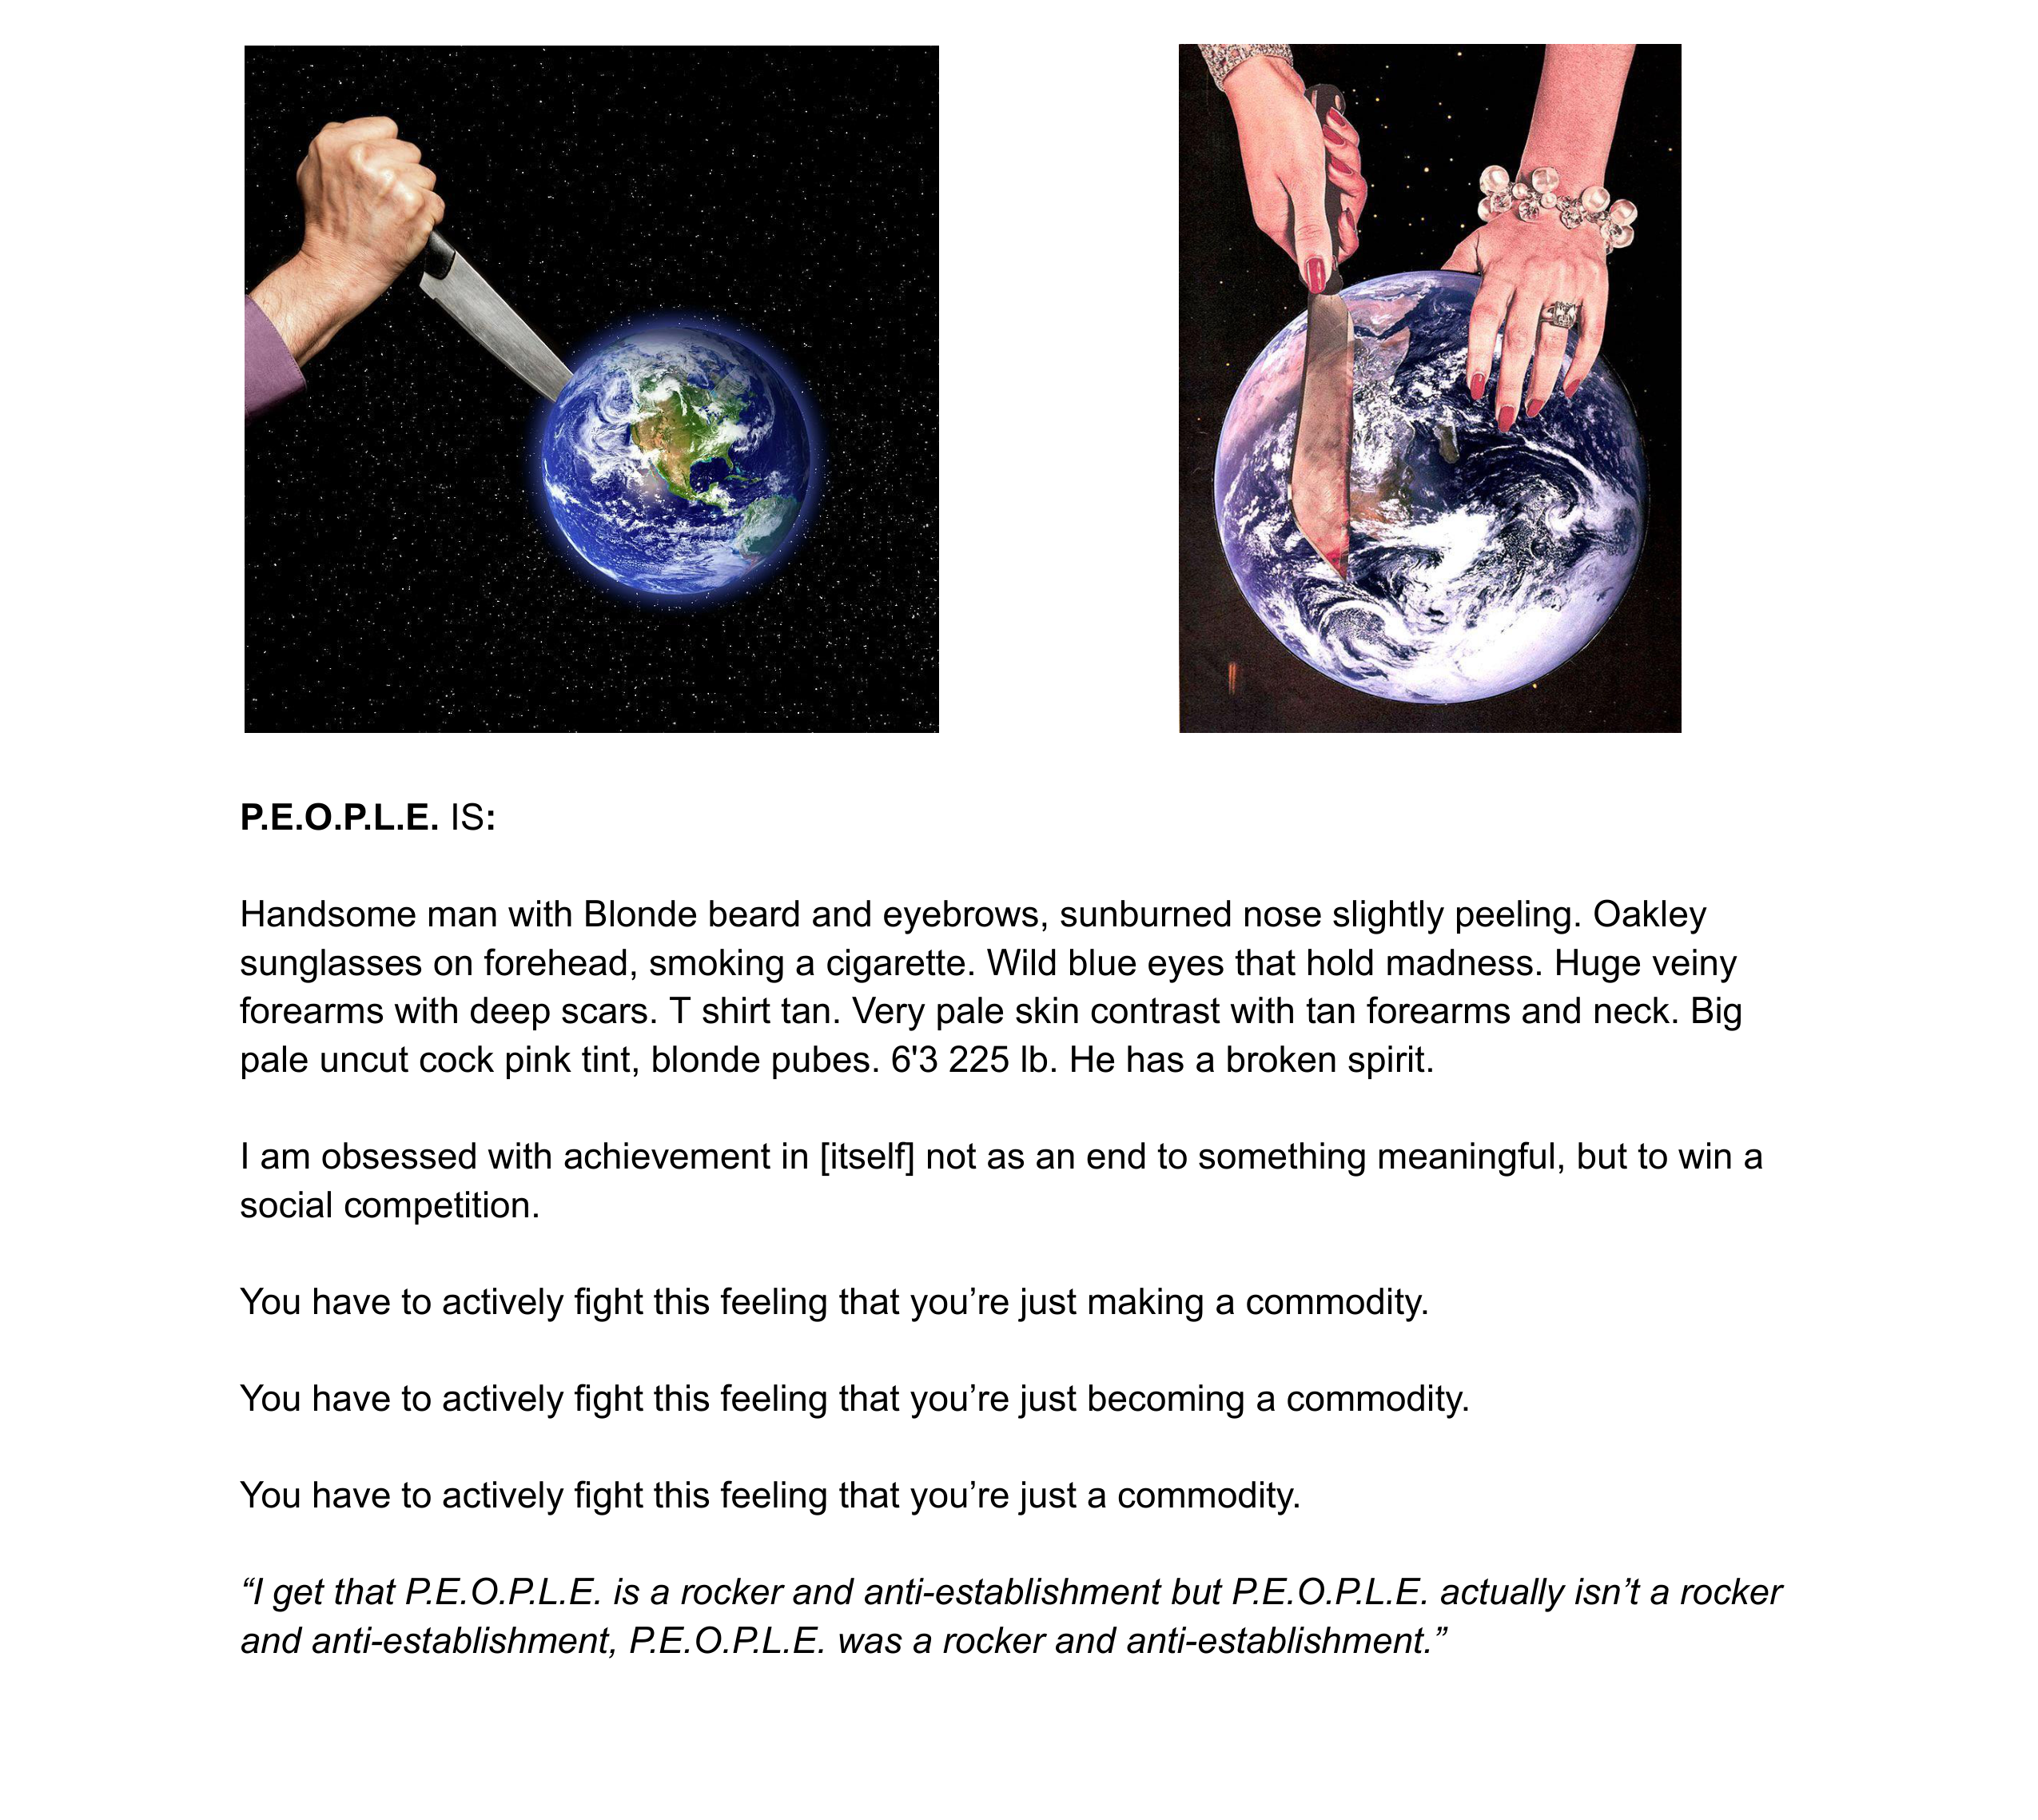 P.E.O.P.L.E. IS:
Handsome man with Blonde beard and eyebrows, sunburned nose slightly peeling. Oakley
sunglasses on forehead, smoking a cigarette. Wild blue eyes that hold madness. Huge veiny
forearms with deep scars. T shirt tan. Very pale skin contrast with tan forearms and neck. Big
pale uncut cock pink tint, blonde pubes. 6'3 225 lb. He has a broken spirit.
I am obsessed with achievement in [itself] not as an end to something meaningful, but to win a
social competition.
You have to actively fight this feeling that you’re just making a commodity.
You have to actively fight this feeling that you’re just becoming a commodity.
You have to actively fight this feeling that you’re just a commodity.
“I get that P.E.O.P.L.E. is a rocker and anti-establishment but P.E.O.P.L.E. actually isn’t a rocker
and anti-establishment, P.E.O.P.L.E. was a rocker and anti-establishment.”